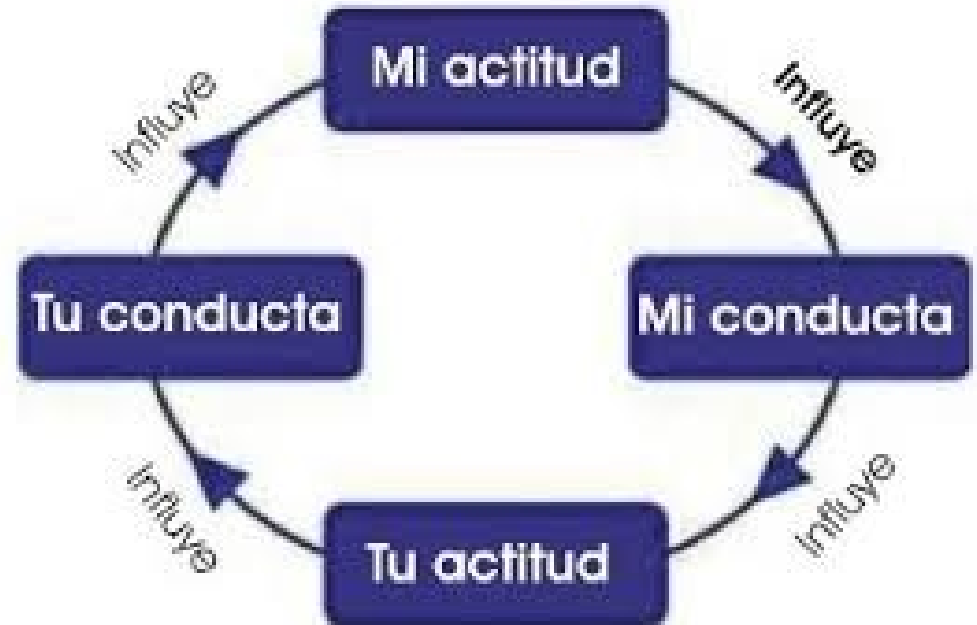 Mi actitud
Influye
Influye
Tu conducta
Mi conducta
Influye
Influye
Tu actitud